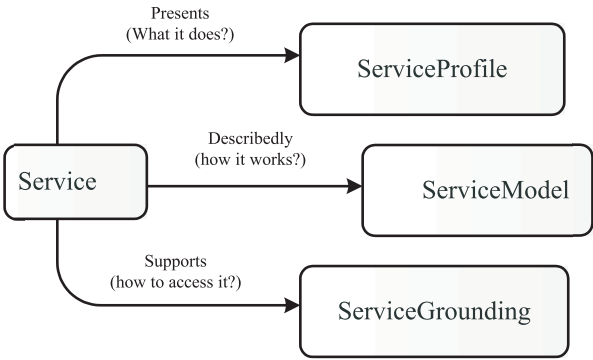 Presents
(What it does?)
ServiceProfile
Describedly
(how it works?)
Service
ServiceModel
Supports
(how to access it?)
ServiceGrounding